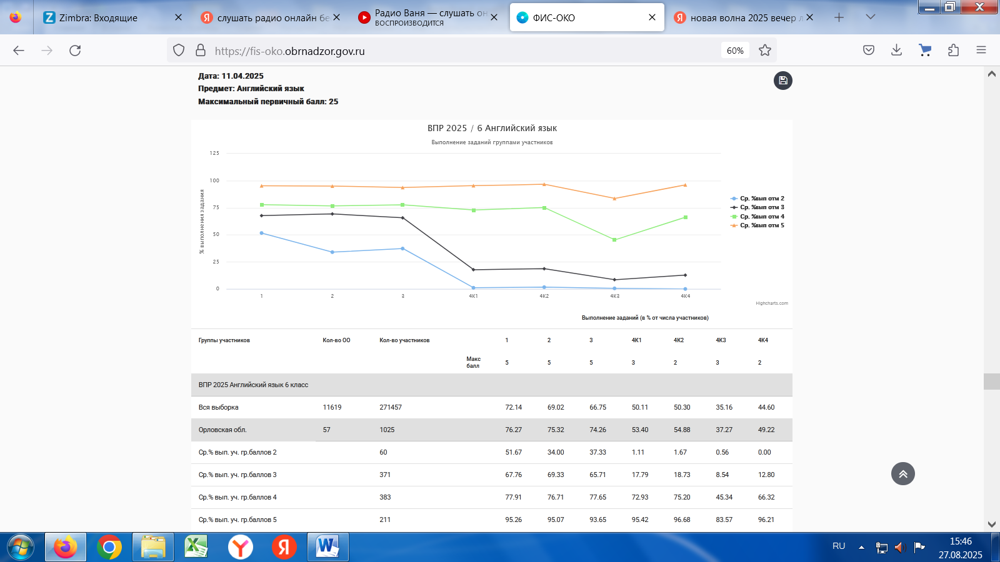 Zimbra: Входящие
слушать радио онлайн бе
Радио Ваня — слушать он
ВОСПРОИЗВОДИТСЯ
ФИС-ОКО
новая волна 2025 вечер л
https://fis-oko.obrnadzor.gov.ru
60%
Дата: 11.04.2025
Предмет: Английский язык
Максимальный первичный балл: 25
ВПР 2025 / 6 Английский язык
Выполнение заданий группами участников
% выполнения задания
125
100
75
50
25
0
1 2 3 4К1 4К2 4К3 4К4
Ср. %вып отм 2
Ср. %вып отм 3
Ср. %вып отм 4
Ср. %вып отм 5
Highcharts.com
Выполнение заданий (в % от числа участников)
Группы участников Кол-во ОО Кол-во участников 1 2 3 4К1 4К2 4К3 4К4
Макс балл 5 5 5 3 2 3 2
ВПР 2025 Английский язык 6 класс
Вся выборка 11619 271457 72.14 69.02 66.75 50.11 50.30 35.16 44.60
Орловская обл. 57 1025 76.27 75.32 74.26 53.40 54.88 37.27 49.22
Ср.% вып. уч. гр.баллов 2 60 51.67 34.00 37.33 1.11 1.67 0.56 0.00
Ср.% вып. уч. гр.баллов 3 371 67.76 69.33 65.71 17.79 18.73 8.54 12.80
Ср.% вып. уч. гр.баллов 4 383 77.91 76.71 77.65 72.93 75.20 45.34 66.32
Ср.% вып. уч. гр.баллов 5 211 95.26 95.07 93.65 95.42 96.68 83.57 96.21
RU
15:46
27.08.2025